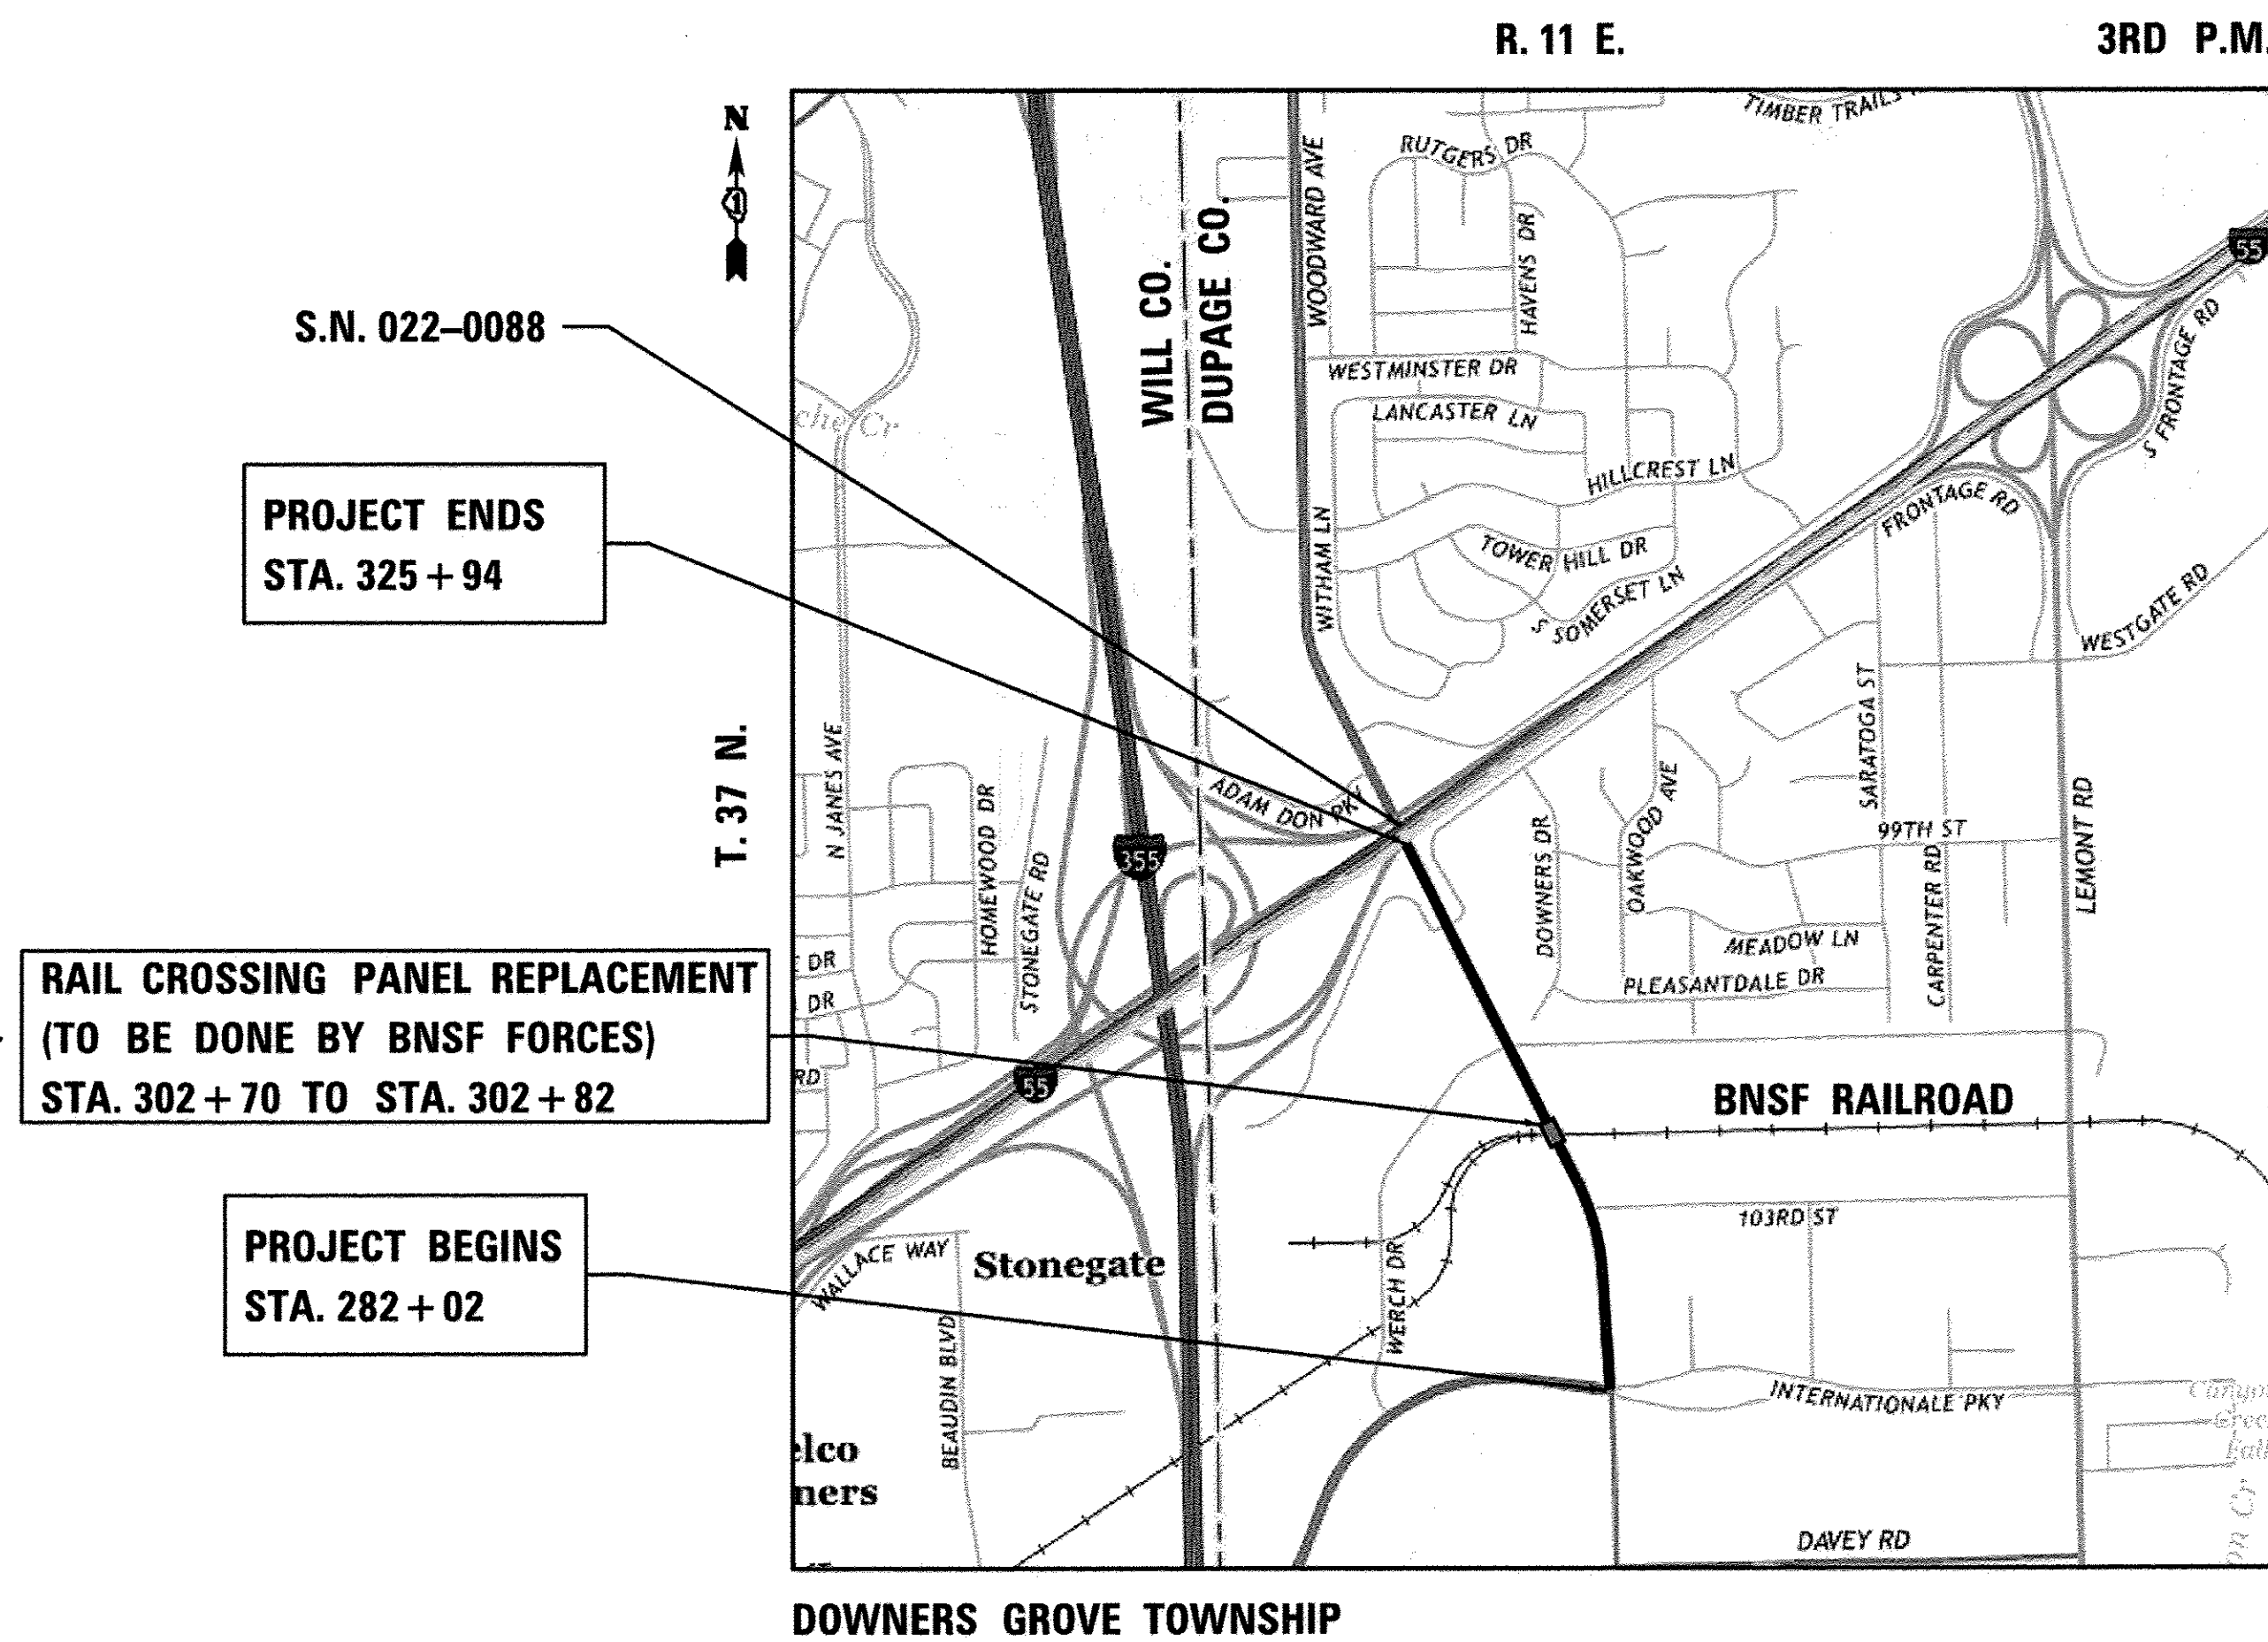 R. 11 E.
3RD P.M.
N
1
S.N. 022–0088
PROJECT ENDS
STA. 325+94
T. 37 N.
RAIL CROSSING PANEL REPLACEMENT
(TO BE DONE BY BNSF FORCES)
STA. 302+70 TO STA. 302+82
PROJECT BEGINS
STA. 282+02
WILL CO.
DUPAGE CO.
WOODWARD AVE
RUTGERS DR
HAVENS DR
TIMBER TRAILS
55
S FRONTAGE RD
WESTMINSTER DR
LANCASTER LN
HILLCREST LN
FRONTAGE RD
WITHAM LN
TOWER HILL DR
S SOMERSET LN
WESTGATE RD
SARATOGA ST
N JANES AVE
HOMEWOOD DR
STONEGATE RD
ADAM DON PKY
355
DOWNERS DR
OAKWOOD AVE
99TH ST
CARPENTER RD
LEMONT RD
MEADOW LN
PLEASANTDALE DR
DR
DR
RD
55
BNSF RAILROAD
103RD ST
WALLACE WAY
Stonegate
WERCH DR
BEAUDIN BLVD
INTERNATIONALE PKY
elco
ners
che Cr
DAVEY RD
DOWNERS GROVE TOWNSHIP